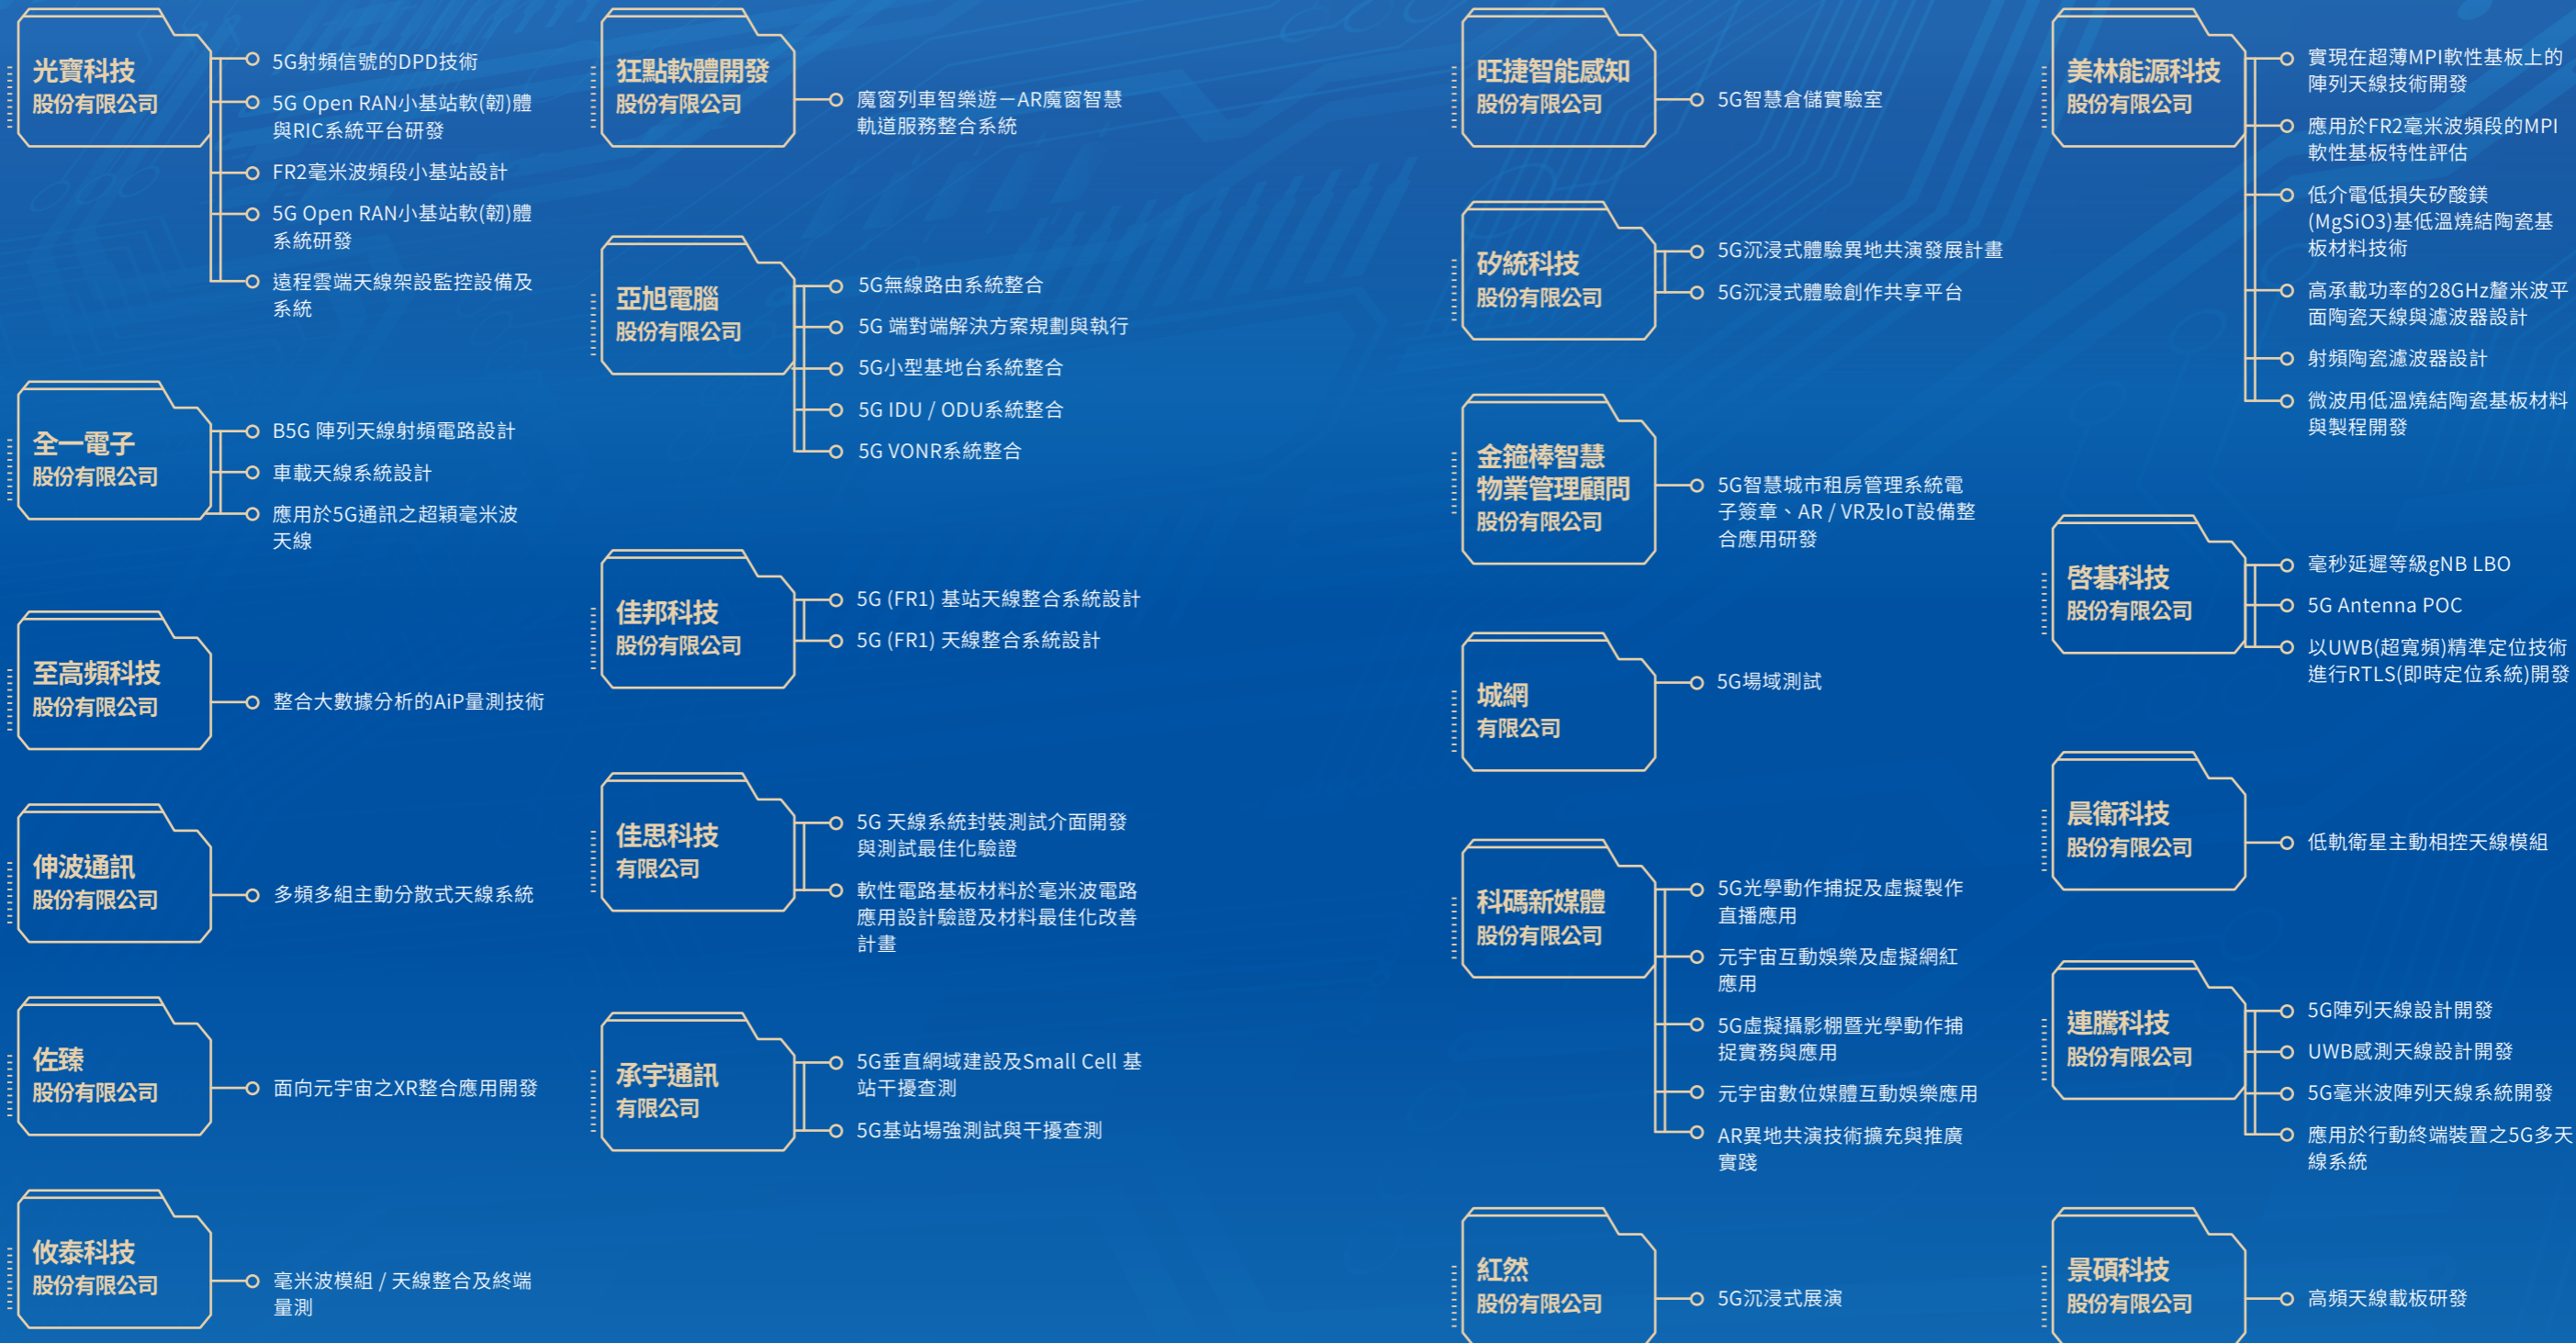 光寶科技
股份有限公司
5G射頻信號的DPD技術
5G Open RAN小基站軟(韌)體
與RIC系統平台研發
FR2毫米波頻段小基站設計
5G Open RAN小基站軟(韌)體
系統研發
遠程雲端天線架設監控設備及
系統
全一電子
股份有限公司
B5G 陣列天線射頻電路設計
車載天線系統設計
應用於5G通訊之超穎毫米波
天線
至高頻科技
股份有限公司
整合大數據分析的AiP量測技術
伸波通訊
股份有限公司
多頻多組主動分散式天線系統
佐臻
股份有限公司
面向元宇宙之XR整合應用開發
攸泰科技
股份有限公司
毫米波模組 / 天線整合及終端
量測
狂點軟體開發
股份有限公司
魔窗列車智樂遊－AR魔窗智慧
軌道服務整合系統
亞旭電腦
股份有限公司
5G無線路由系統整合
5G 端對端解決方案規劃與執行
5G小型基地台系統整合
5G IDU / ODU系統整合
5G VONR系統整合
佳邦科技
股份有限公司
5G (FR1) 基站天線整合系統設計
5G (FR1) 天線整合系統設計
佳思科技
有限公司
5G 天線系統封裝測試介面開發
與測試最佳化驗證
軟性電路基板材料於毫米波電路
應用設計驗證及材料最佳化改善
計畫
承宇通訊
有限公司
5G垂直網域建設及Small Cell 基
站干擾查測
5G基站場強測試與干擾查測
旺捷智能感知
股份有限公司
5G智慧倉儲實驗室
矽統科技
股份有限公司
5G沉浸式體驗異地共演發展計畫
5G沉浸式體驗創作共享平台
金箍棒智慧
物業管理顧問
股份有限公司
5G智慧城市租房管理系統電
子簽章、AR / VR及IoT設備整
合應用研發
城網
有限公司
5G場域測試
科碼新媒體
股份有限公司
5G光學動作捕捉及虛擬製作
直播應用
元宇宙互動娛樂及虛擬網紅
應用
5G虛擬攝影棚暨光學動作捕
捉實務與應用
元宇宙數位媒體互動娛樂應用
AR異地共演技術擴充與推廣
實踐
紅然
股份有限公司
5G沉浸式展演
美林能源科技
股份有限公司
實現在超薄MPI軟性基板上的
陣列天線技術開發
應用於FR2毫米波頻段的MPI
軟性基板特性評估
低介電低損失矽酸鎂
(MgSiO3)基低溫燒結陶瓷基
板材料技術
高承載功率的28GHz釐米波平
面陶瓷天線與濾波器設計
射頻陶瓷濾波器設計
微波用低溫燒結陶瓷基板材料
與製程開發
啓碁科技
股份有限公司
毫秒延遲等級gNB LBO
5G Antenna POC
以UWB(超寬頻)精準定位技術
進行RTLS(即時定位系統)開發
晨衛科技
股份有限公司
低軌衛星主動相控天線模組
連騰科技
股份有限公司
5G陣列天線設計開發
UWB感測天線設計開發
5G毫米波陣列天線系統開發
應用於行動終端裝置之5G多天
線系統
景碩科技
股份有限公司
高頻天線載板研發